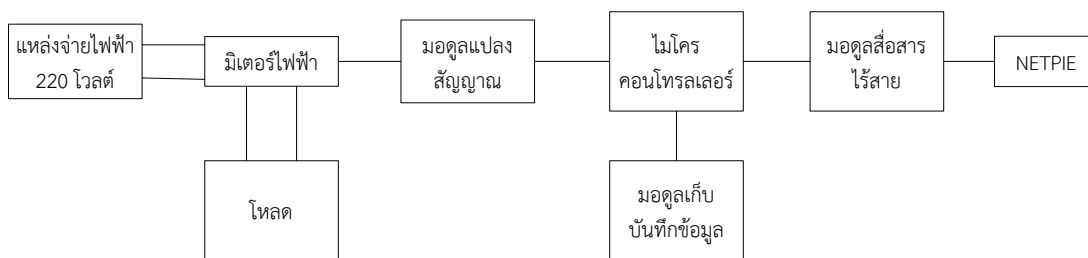 แหล่งจ่ายไฟฟ้า
220 โวลต์
มิเตอร์ไฟฟ้า
มอดูลแปลง
สัญญาณ
ไมโคร
คอนโทรลเลอร์
มอดูลสื่อสาร
ไร้สาย
NETPIE
โหลด
มอดูลเก็บ
บันทึกข้อมูล